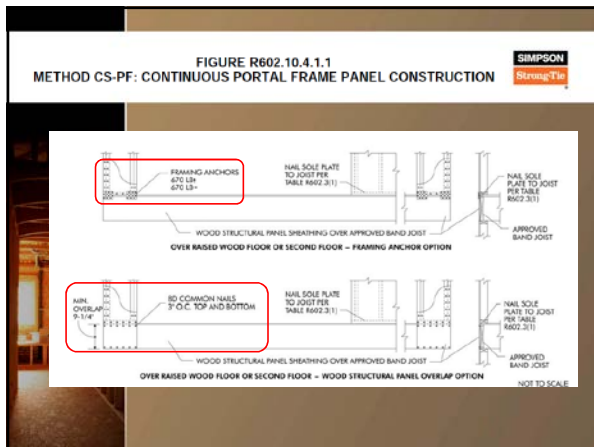 FIGURE R602.10.4.1.1
METHOD CS-PF: CONTINUOUS PORTAL FRAME PANEL CONSTRUCTION
SIMPSON
Strong-Tie
FRAMING ANCHORS
670 LB+
670 LB+
NAIL SOLE PLATE
TO JOIST PER
TABLE R602.3(1)
NAIL SOLE
PLATE TO JOIST
PER TABLE
R602.3(1)
APPROVED
BAND JOIST
WOOD STRUCTURAL PANEL SHEATHING OVER APPROVED BAND JOIST
OVER RAISED WOOD FLOOR OR SECOND FLOOR – FRAMING ANCHOR OPTION
MIN.
OVERLAP
9-1/4"
8D COMMON NAILS
3" O.C. TOP AND BOTTOM
NAIL SOLE PLATE
TO JOIST PER
TABLE R602.3(1)
NAIL SOLE
PLATE TO
JOIST PER
TABLE
R602.3(1)
APPROVED
BAND JOIST
WOOD STRUCTURAL PANEL SHEATHING OVER APPROVED BAND JOIST
OVER RAISED WOOD FLOOR OR SECOND FLOOR – WOOD STRUCTURAL PANEL OVERLAP OPTION
NOT TO SCALE